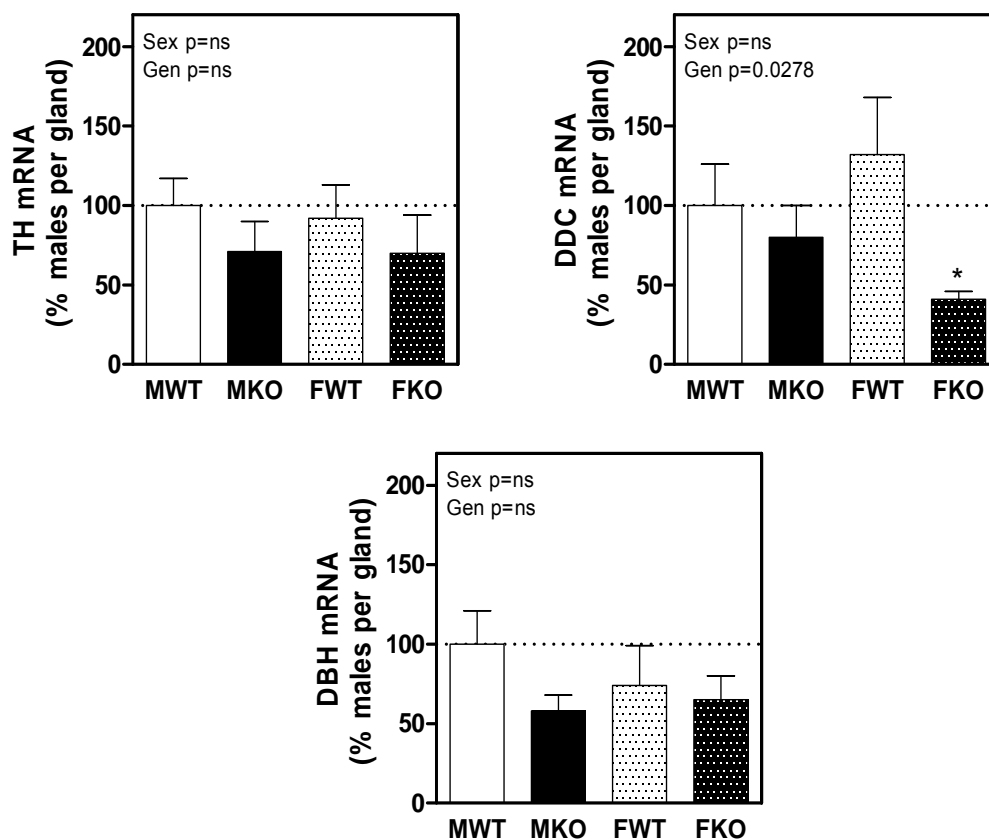 TH mRNA
(% males per gland)
200
150
100
50
0
Sex p=ns
Gen p=ns
MWT MKO FWT FKO
DDC mRNA
(% males per gland)
200
150
100
50
0
Sex p=ns
Gen p=0.0278
*
MWT MKO FWT FKO
DBH mRNA
(% males per gland)
200
150
100
50
0
Sex p=ns
Gen p=ns
MWT MKO FWT FKO